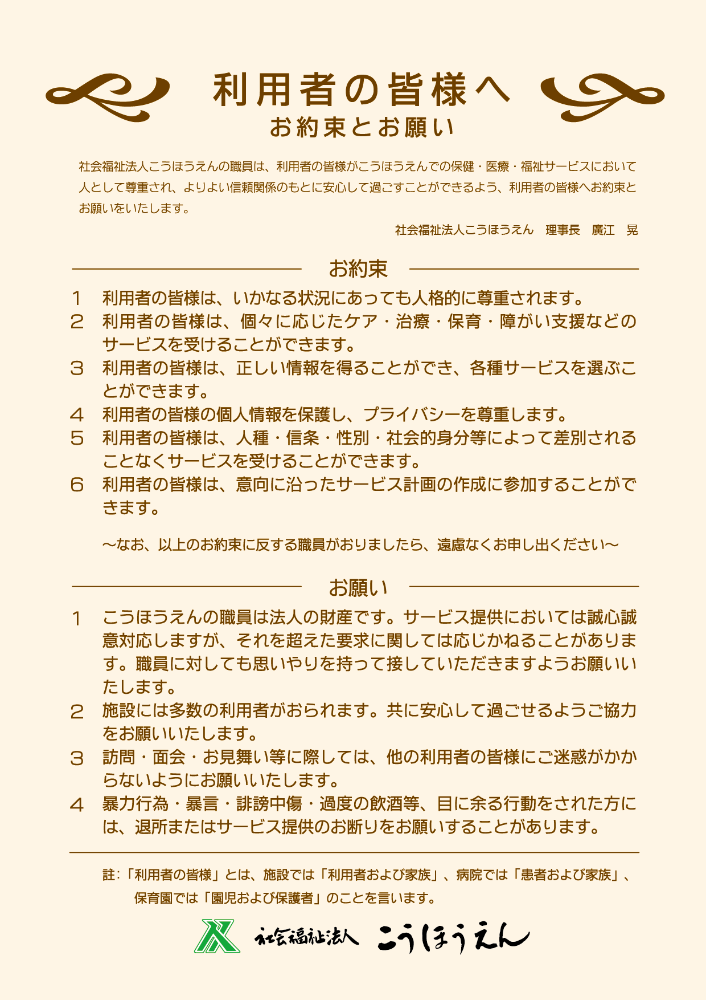 利用者の皆様へ
お約束とお願い
社会福祉法人こうほうえんの職員は、利用者の皆様がこうほうえんでの保健・医療・福祉サービスにおいて
人として尊重され、よりよい信頼関係のもとに安心して過ごすことができるよう、利用者の皆様へお約束と
お願いをいたします。
社会福祉法人こうほうえん　理事長　廣江　晃
お約束
1　利用者の皆様は、いかなる状況にあっても人格的に尊重されます。
2　利用者の皆様は、個々に応じたケア・治療・保育・障がい支援などの
サービスを受けることができます。
3　利用者の皆様は、正しい情報を得ることができ、各種サービスを選ぶこ
とができます。
4　利用者の皆様の個人情報を保護し、プライバシーを尊重します。
5　利用者の皆様は、人種・信条・性別・社会的身分等によって差別される
ことなくサービスを受けることができます。
6　利用者の皆様は、意向に沿ったサービス計画の作成に参加することがで
きます。
～なお、以上のお約束に反する職員がおりましたら、遠慮なくお申し出ください～
お願い
1　こうほうえんの職員は法人の財産です。サービス提供においては誠心誠
意対応しますが、それを超えた要求に関しては応じかねることがありま
す。職員に対しても思いやりを持って接していただきますようお願いい
たします。
2　施設には多数の利用者がおられます。共に安心して過ごせるようご協力
をお願いいたします。
3　訪問・面会・お見舞い等に際しては、他の利用者の皆様にご迷惑がかか
らないようにお願いいたします。
4　暴力行為・暴言・誹謗中傷・過度の飲酒等、目に余る行動をされた方に
は、退所またはサービス提供のお断りをお願いすることがあります。
註：「利用者の皆様」とは、施設では「利用者および家族」、病院では「患者および家族」、
保育園では「園児および保護者」のことを言います。
社会福祉法人 こうほうえん